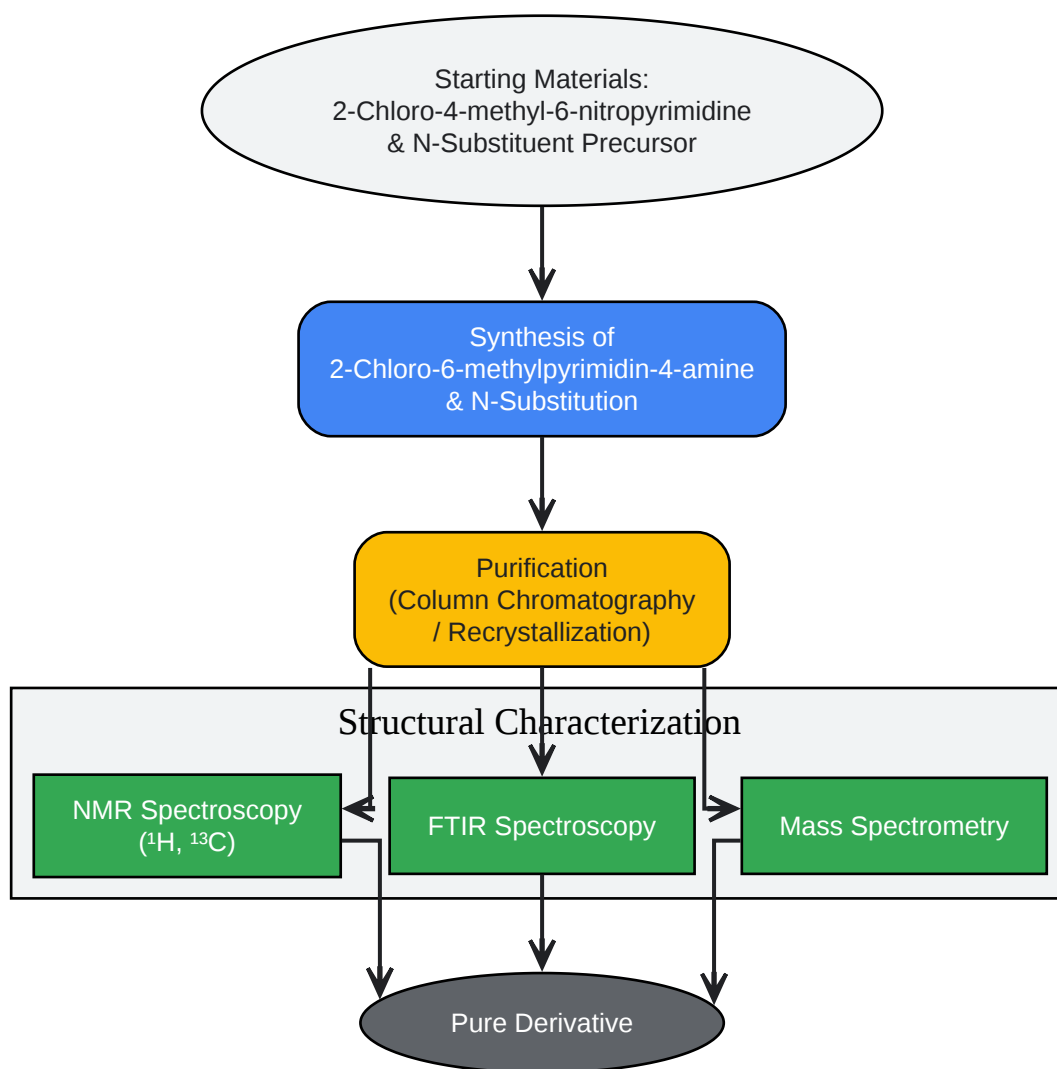 Starting Materials:
2-Chloro-4-methyl-6-nitropyrimidine
& N-Substituent Precursor
Synthesis of
2-Chloro-6-methylpyrimidin-4-amine
& N-Substitution
Purification
(Column Chromatography
/ Recrystallization)
Structural Characterization
NMR Spectroscopy
(¹H, ¹³C)
FTIR Spectroscopy
Mass Spectrometry
Pure Derivative